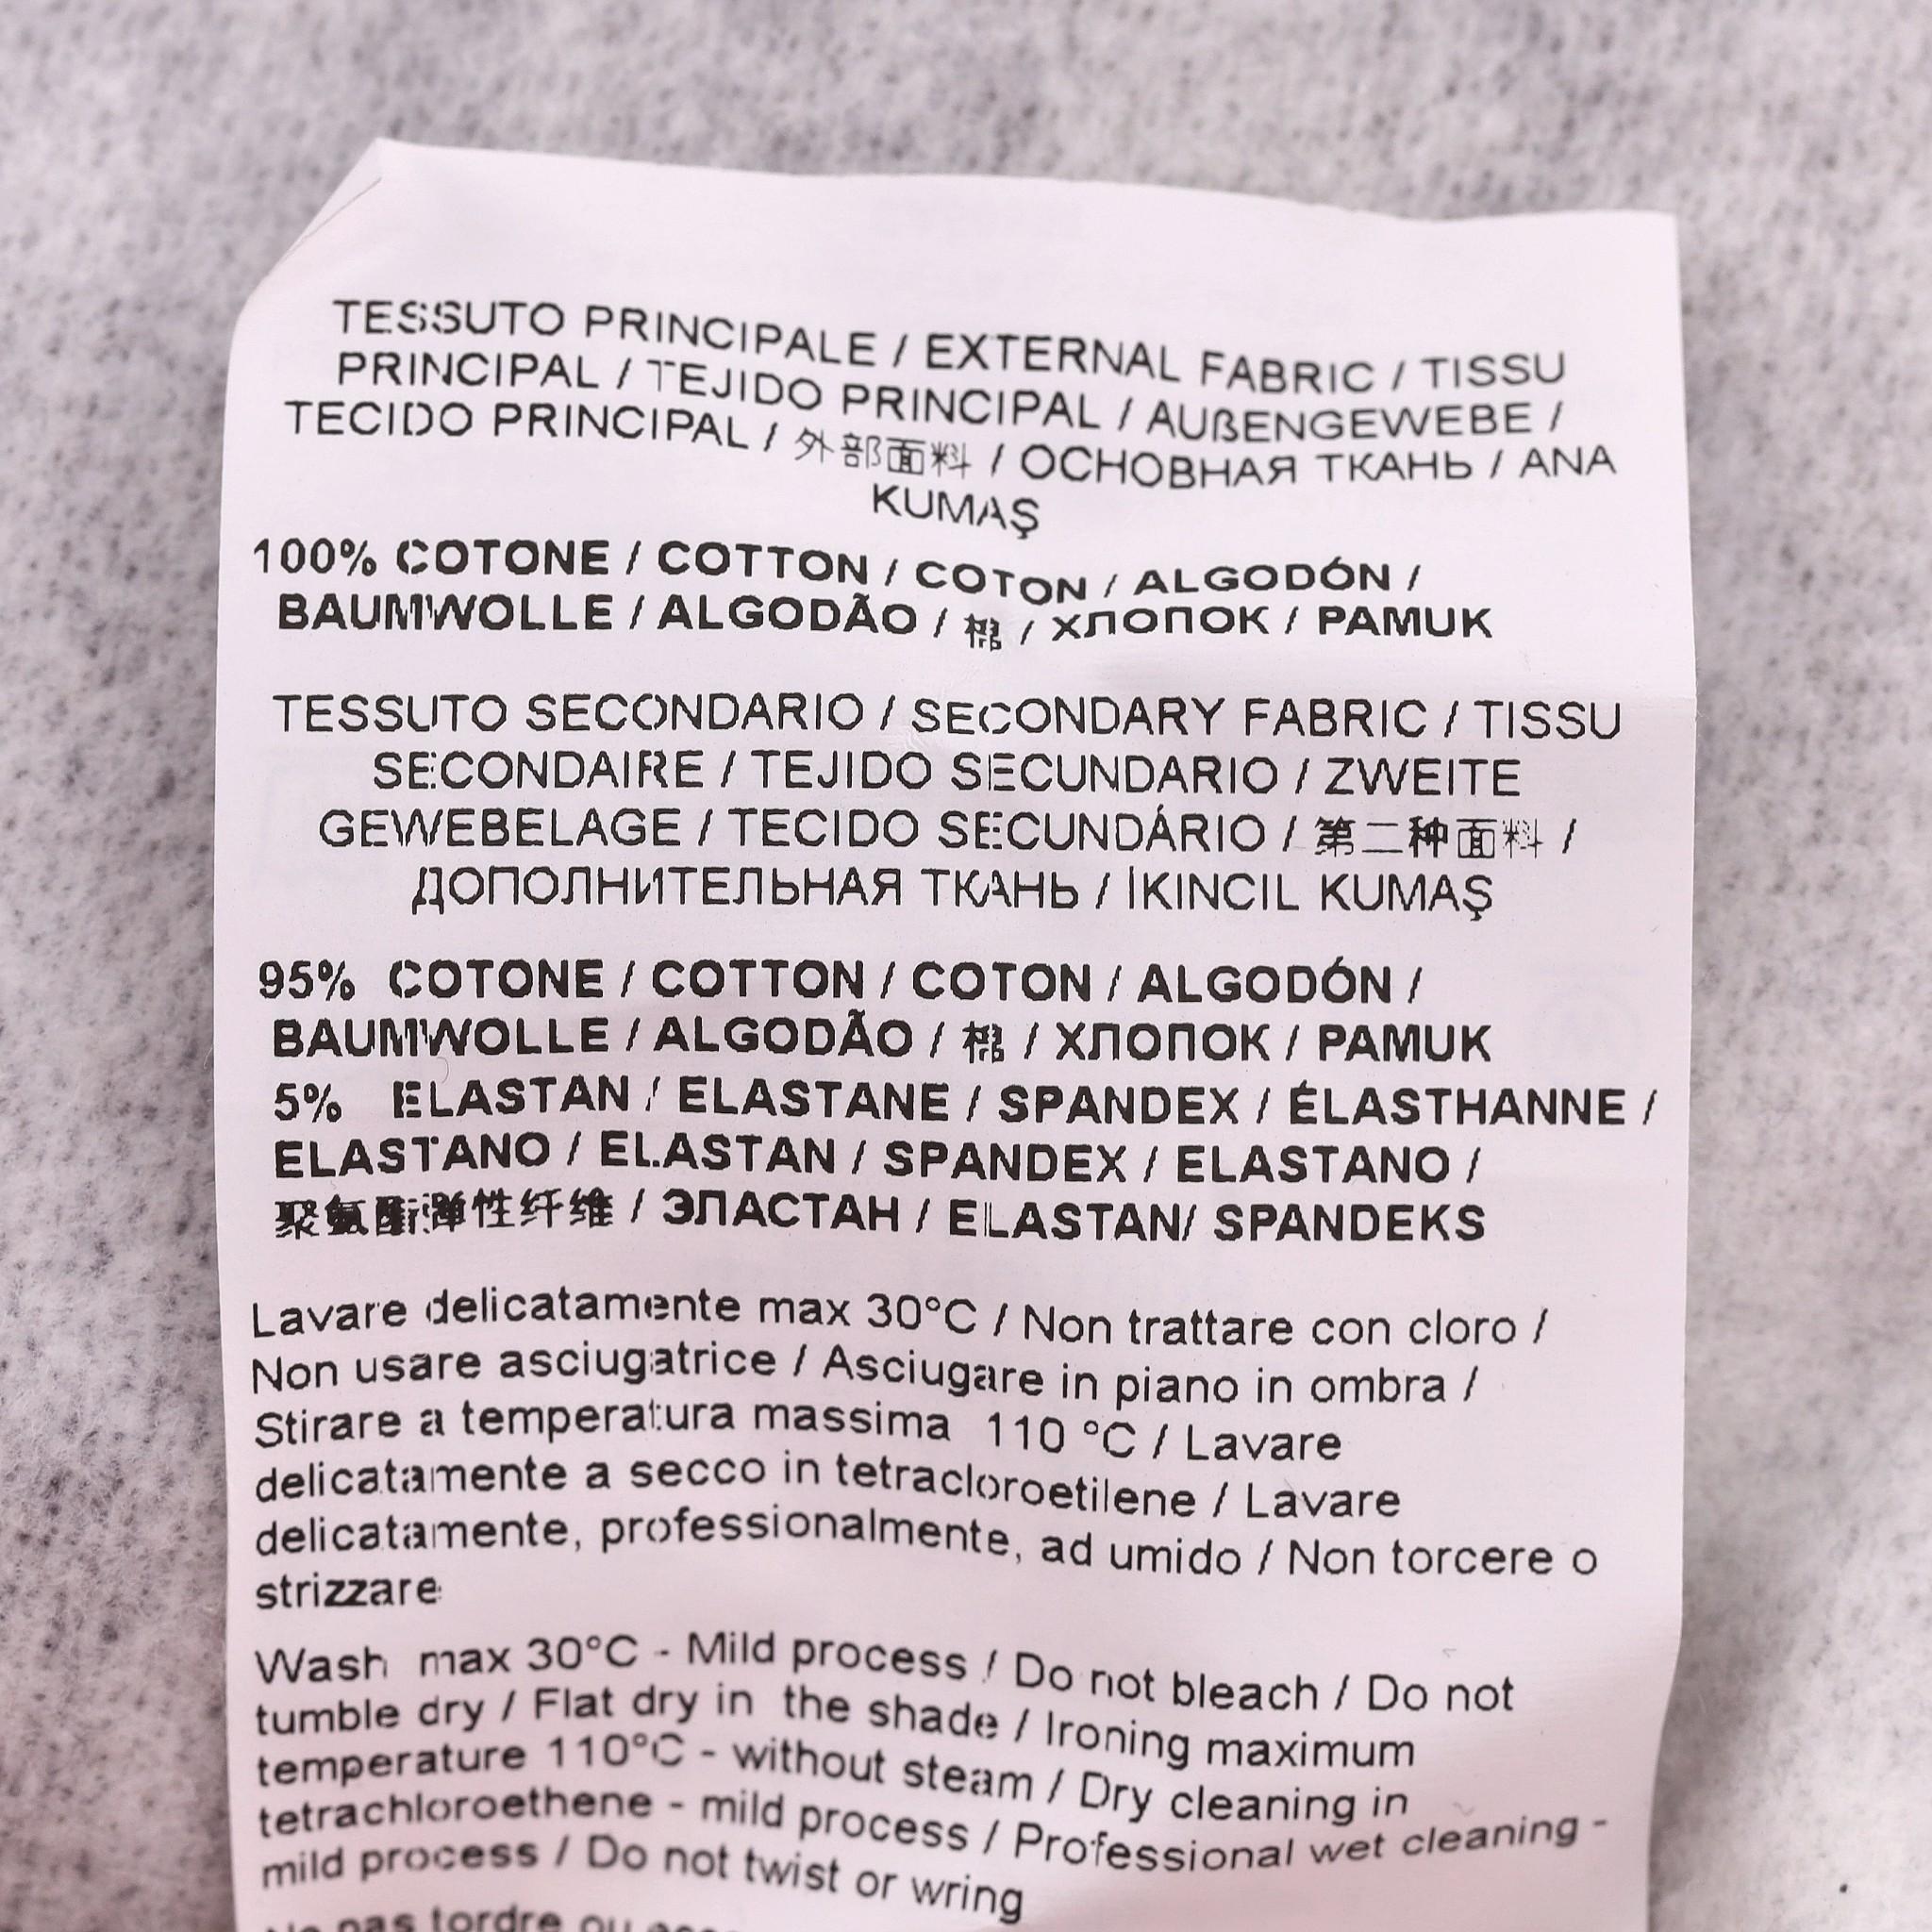 TESSUTO PRINCIPALE / EXTERNAL FABRIC / TISSU
PRINCIPAL / TEJIDO PRINCIPAL / AUßENGEWEBE /
TECIDO PRINCIPAL / 外部面料 / ОСНОВНАЯ ТКАНЬ / ANA
KUMAŞ
100% COTONE / COTTON / COTON / ALGODÓN /
BAUMWOLLE / ALGODÃO / 棉 / ХЛОПОК / PAMUK
TESSUTO SECONDARIO / SECONDARY FABRIC / TISSU
SECONDAIRE / TEJIDO SECUNDARIO / ZWEITE
GEWEBELAGE / TECIDO SECUNDÁRIO / 第二种面料 /
ДОПОЛНИТЕЛЬНАЯ ТКАНЬ / İKINCIL KUMAŞ
95% COTONE / COTTON / COTON / ALGODÓN /
BAUMWOLLE / ALGODÃO / 棉 / ХЛОПОК / PAMUK
5% ELASTAN / ELASTANE / SPANDEX / ÉLASTHANNE /
ELASTANO / ELASTAN / SPANDEX / ELASTANO /
聚氨酯弹性纤维 / ЭЛАСТАН / ELASTAN/ SPANDEKS
Lavare delicatamente max 30°C / Non trattare con cloro /
Non usare asciugatrice / Asciugare in piano in ombra /
Stirare a temperatura massima 110 °C / Lavare
delicatamente a secco in tetracloroetilene / Lavare
delicatamente, professionalmente, ad umido / Non torcere o
strizzare
Wash max 30°C - Mild process / Do not bleach / Do not
tumble dry / Flat dry in the shade / Ironing maximum
temperature 110°C - without steam / Dry cleaning in
tetrachloroethene - mild process / Professional wet cleaning -
mild process / Do not twist or wring
Ne pas tordre ou